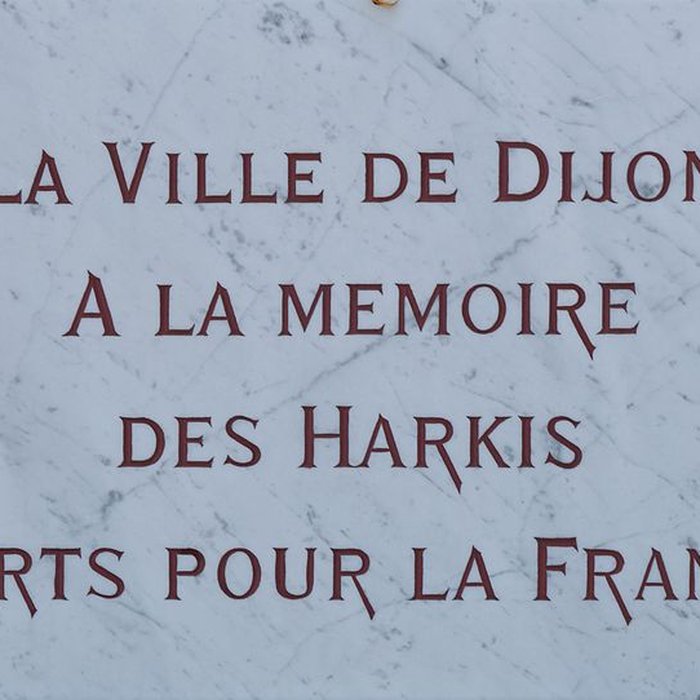 LA VILLE DE DIJON
A LA MEMOIRE
DES HARKIS
RTS POUR LA FRAN